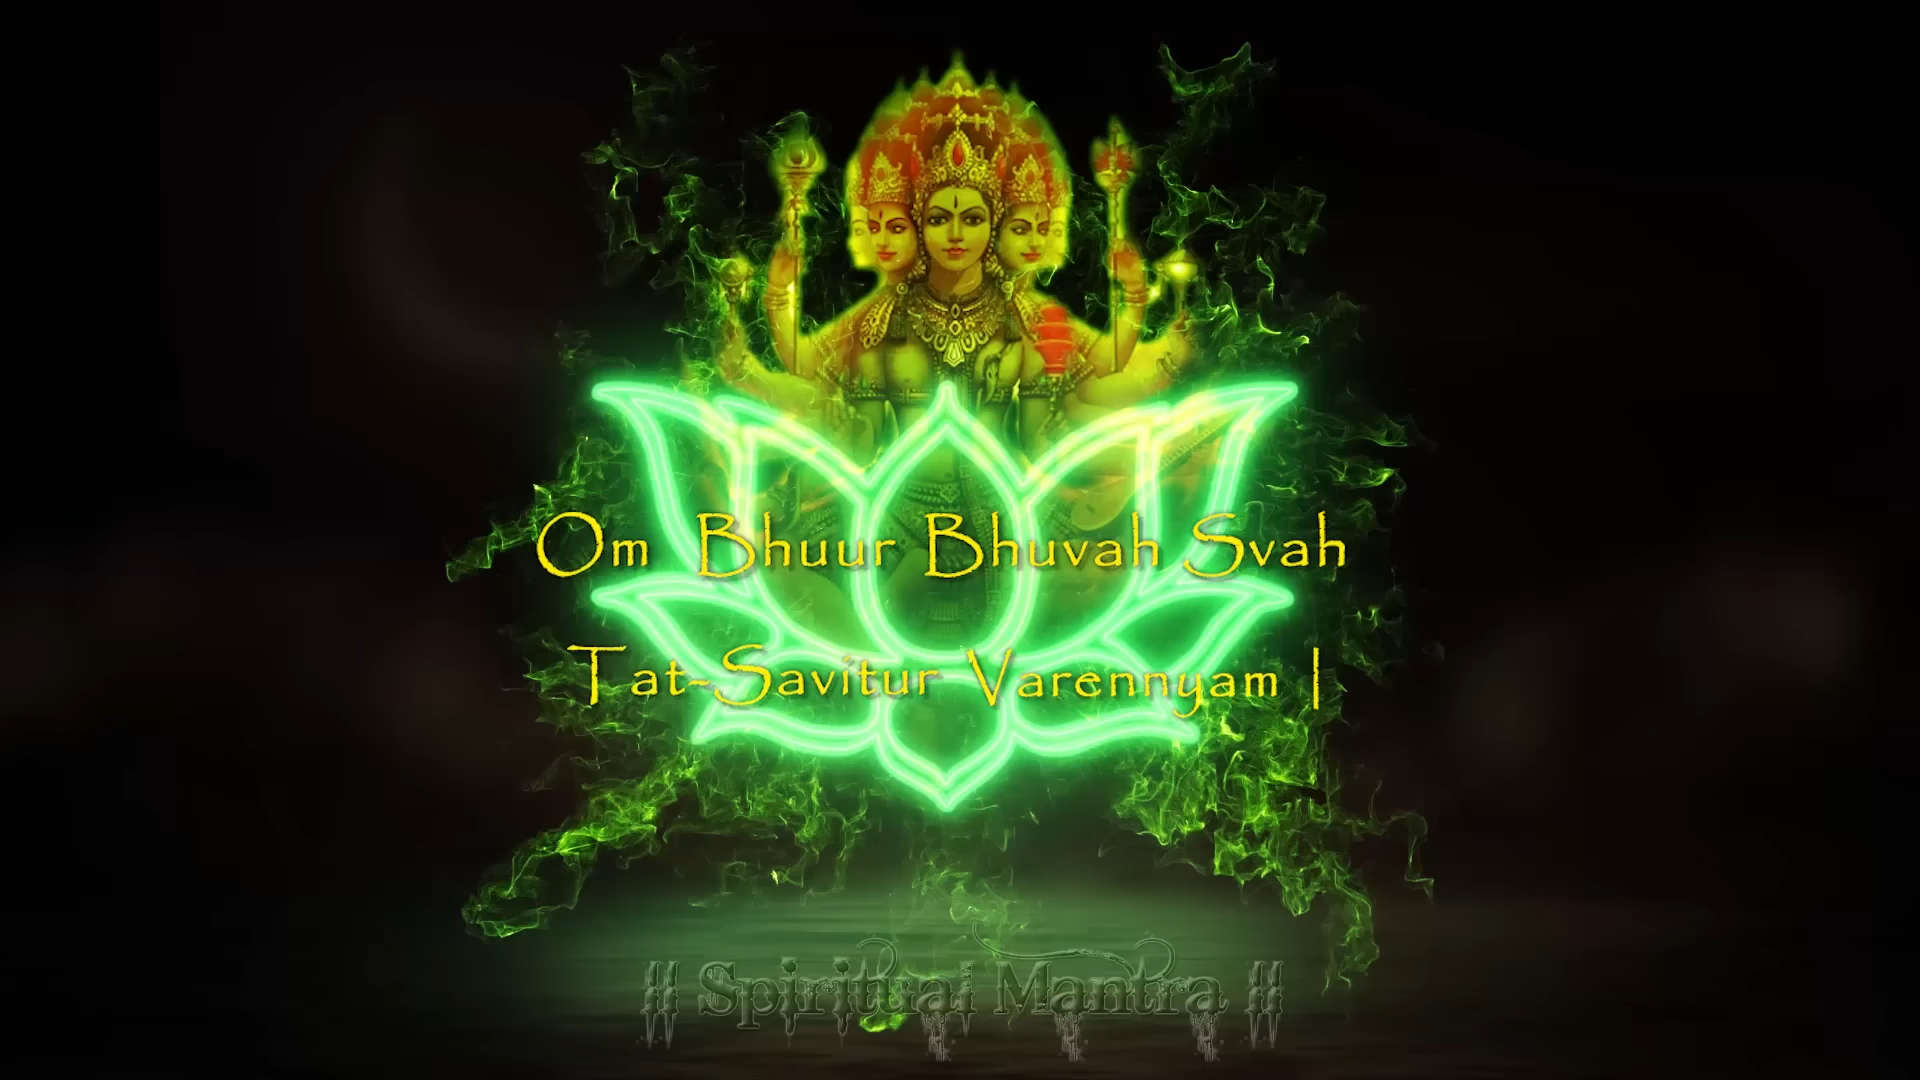 Om Bhuur Bhuvah Svah
Tat-Savitur Varennyam |
|| Spiritual Mantra ||